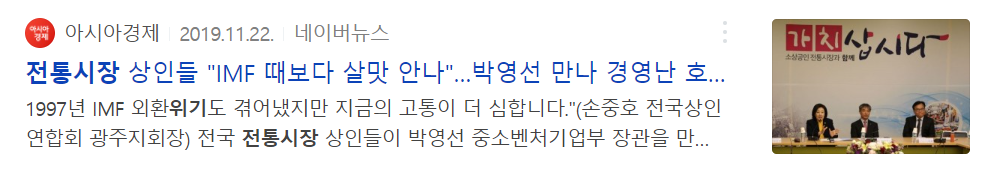 아시아경제 2019.11.22. 네이버뉴스
전통시장 상인들 "IMF 때보다 살맛 안나"...박영선 만나 경영난 호...
1997년 IMF 외환위기도 겪어냈지만 지금의 고통이 더 심합니다."(손중호 전국상인
연합회 광주지회장) 전국 전통시장 상인들이 박영선 중소벤처기업부 장관을 만...
아시아
경제
가치삽시다
소상공인·전통시장과 함께